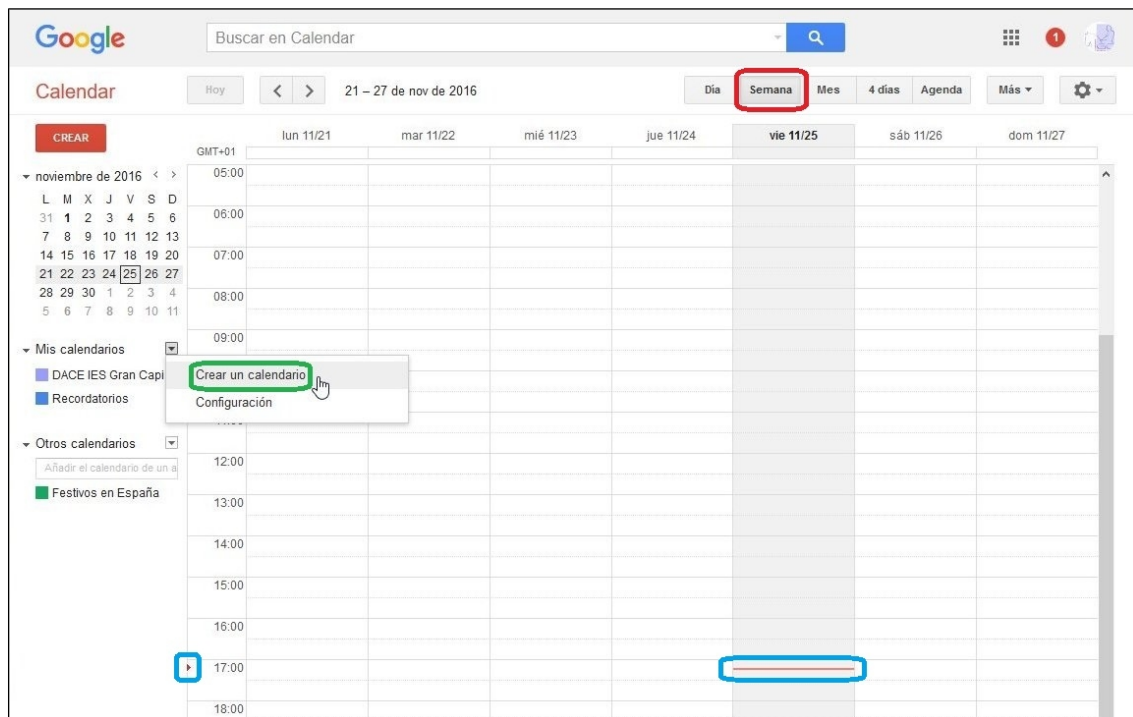 Google
Buscar en Calendar
1
Calendar
Hoy
21 – 27 de nov de 2016
Día Semana Mes 4 días Agenda
Más
CREAR
lun 11/21 mar 11/22 mié 11/23 jue 11/24 vie 11/25 sáb 11/26 dom 11/27
GMT+01
noviembre de 2016
L M X J V S D
31 1 2 3 4 5 6
7 8 9 10 11 12 13
14 15 16 17 18 19 20
21 22 23 24 25 26 27
28 29 30 1 2 3 4
5 6 7 8 9 10 11
Mis calendarios
DACE IES Gran Capi
Recordatorios
Crear un calendario
Configuración
Otros calendarios
Añadir el calendario de un a
Festivos en España
05:00
06:00
07:00
08:00
09:00
12:00
13:00
14:00
15:00
16:00
17:00
18:00